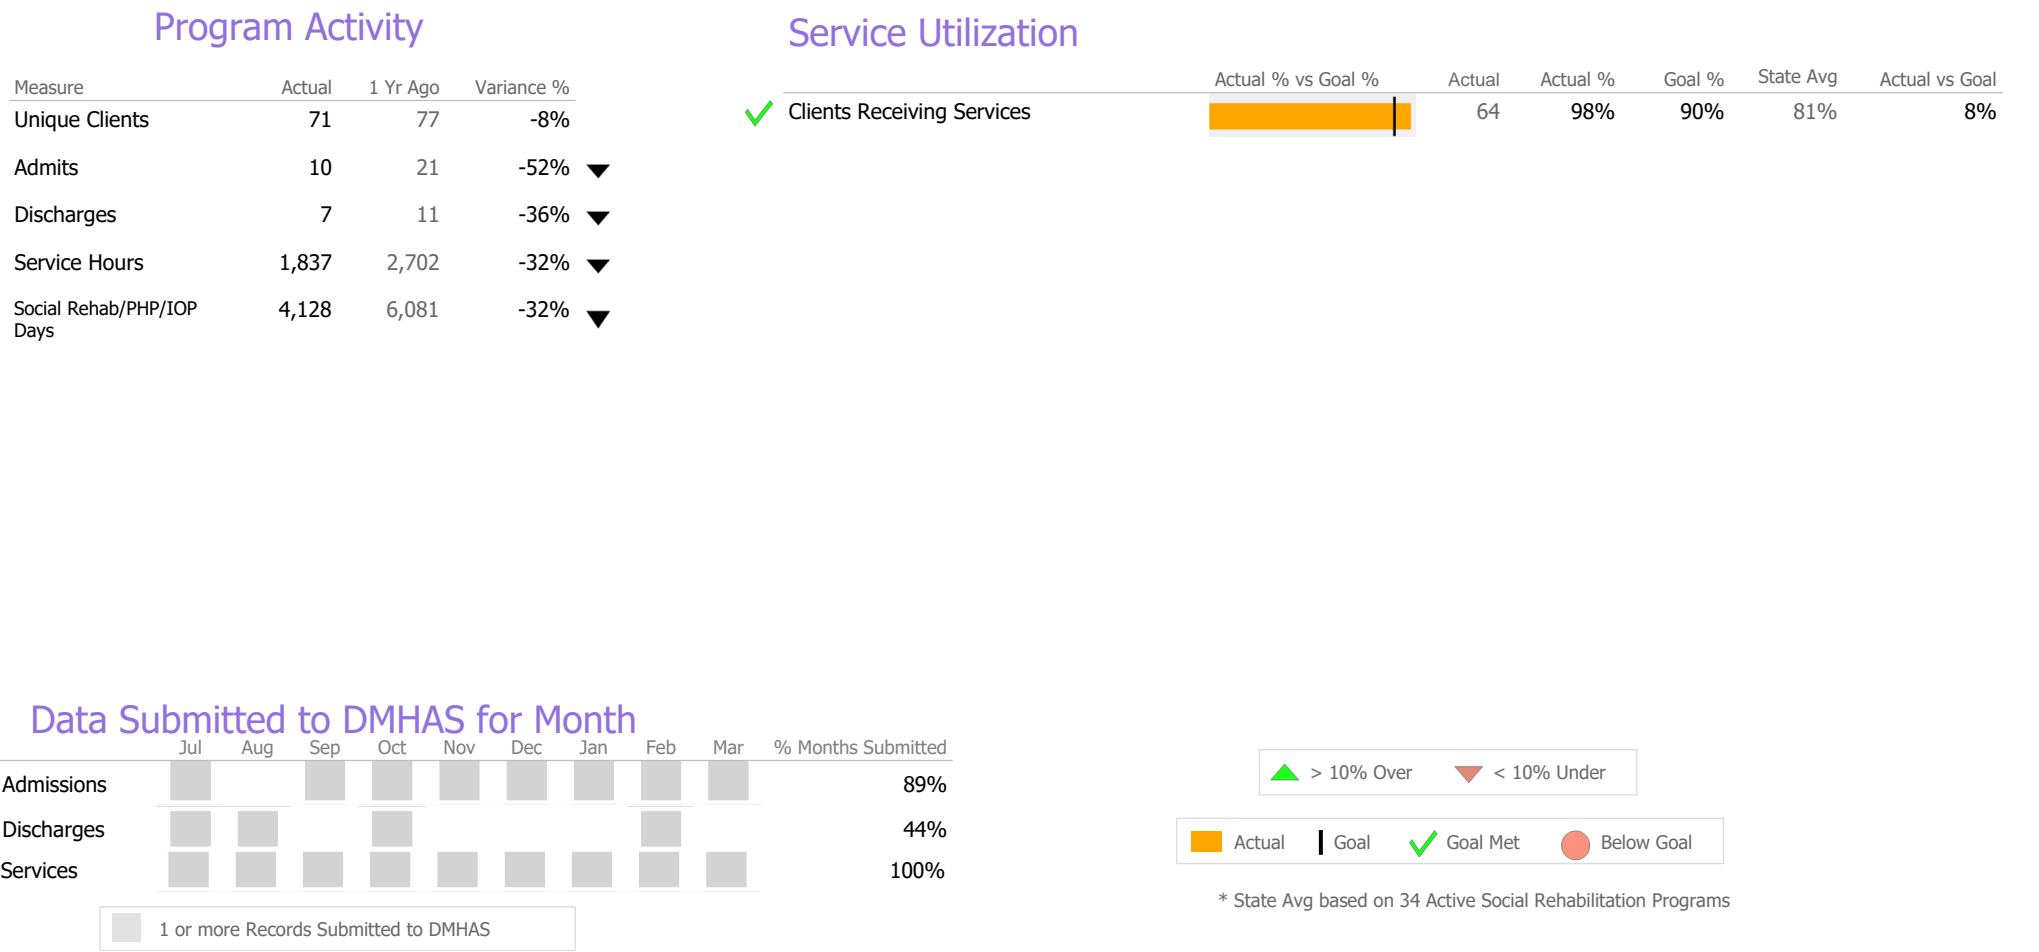 Program Activity
Measure Actual 1 Yr Ago Variance %
Unique Clients 71 77 -8%
Admits 10 21 -52%
Discharges 7 11 -36%
Service Hours 1,837 2,702 -32%
Social Rehab/PHP/IOP 4,128 6,081 -32%
Days
Service Utilization
Actual % vs Goal % Actual Actual % Goal % State Avg Actual vs Goal
Clients Receiving Services 64 98% 90% 81% 8%
Data Submitted to DMHAS for Month
Jul Aug Sep Oct Nov Dec Jan Feb Mar % Months Submitted
Admissions 89%
Discharges 44%
Services 100%
1 or more Records Submitted to DMHAS
> 10% Over < 10% Under
Actual Goal Goal Met Below Goal
* State Avg based on 34 Active Social Rehabilitation Programs